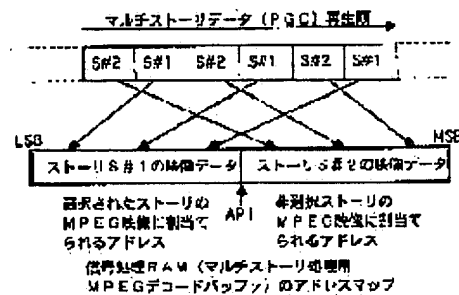 マルチストーリデータ (PGC) 再生順
S#2 S#1 S#2 S#1 S#2 S#1
LSB MSB
ストーリS#1の映像データ ストーリS#2の映像データ
選択されたストーリの API 非選択ストーリの
MPEG映像に割当て MPEG映像に割当て
られるアドレス られるアドレス
信号処理RAM (マルチストーリ処理用
MPEGデコードバッファ) のアドレスマップ